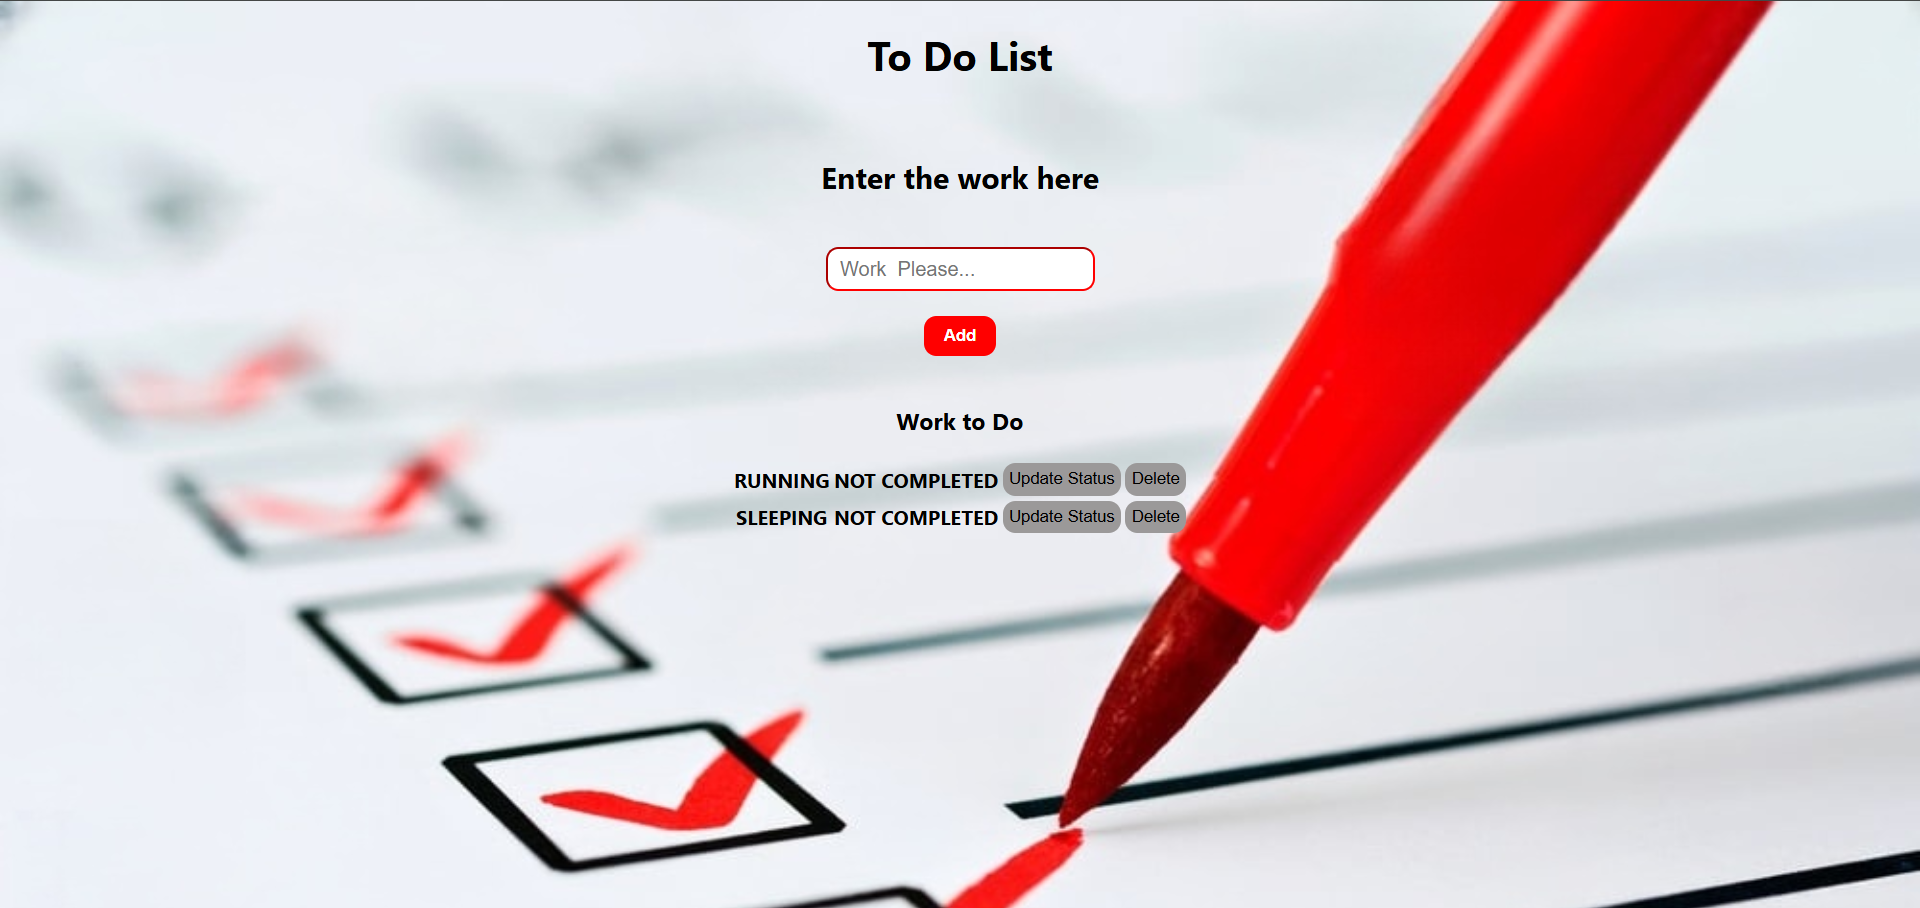 To Do List
Enter the work here
Work  Please...
Add
Work to Do
RUNNING NOT COMPLETED Update Status Delete
SLEEPING NOT COMPLETED Update Status Delete